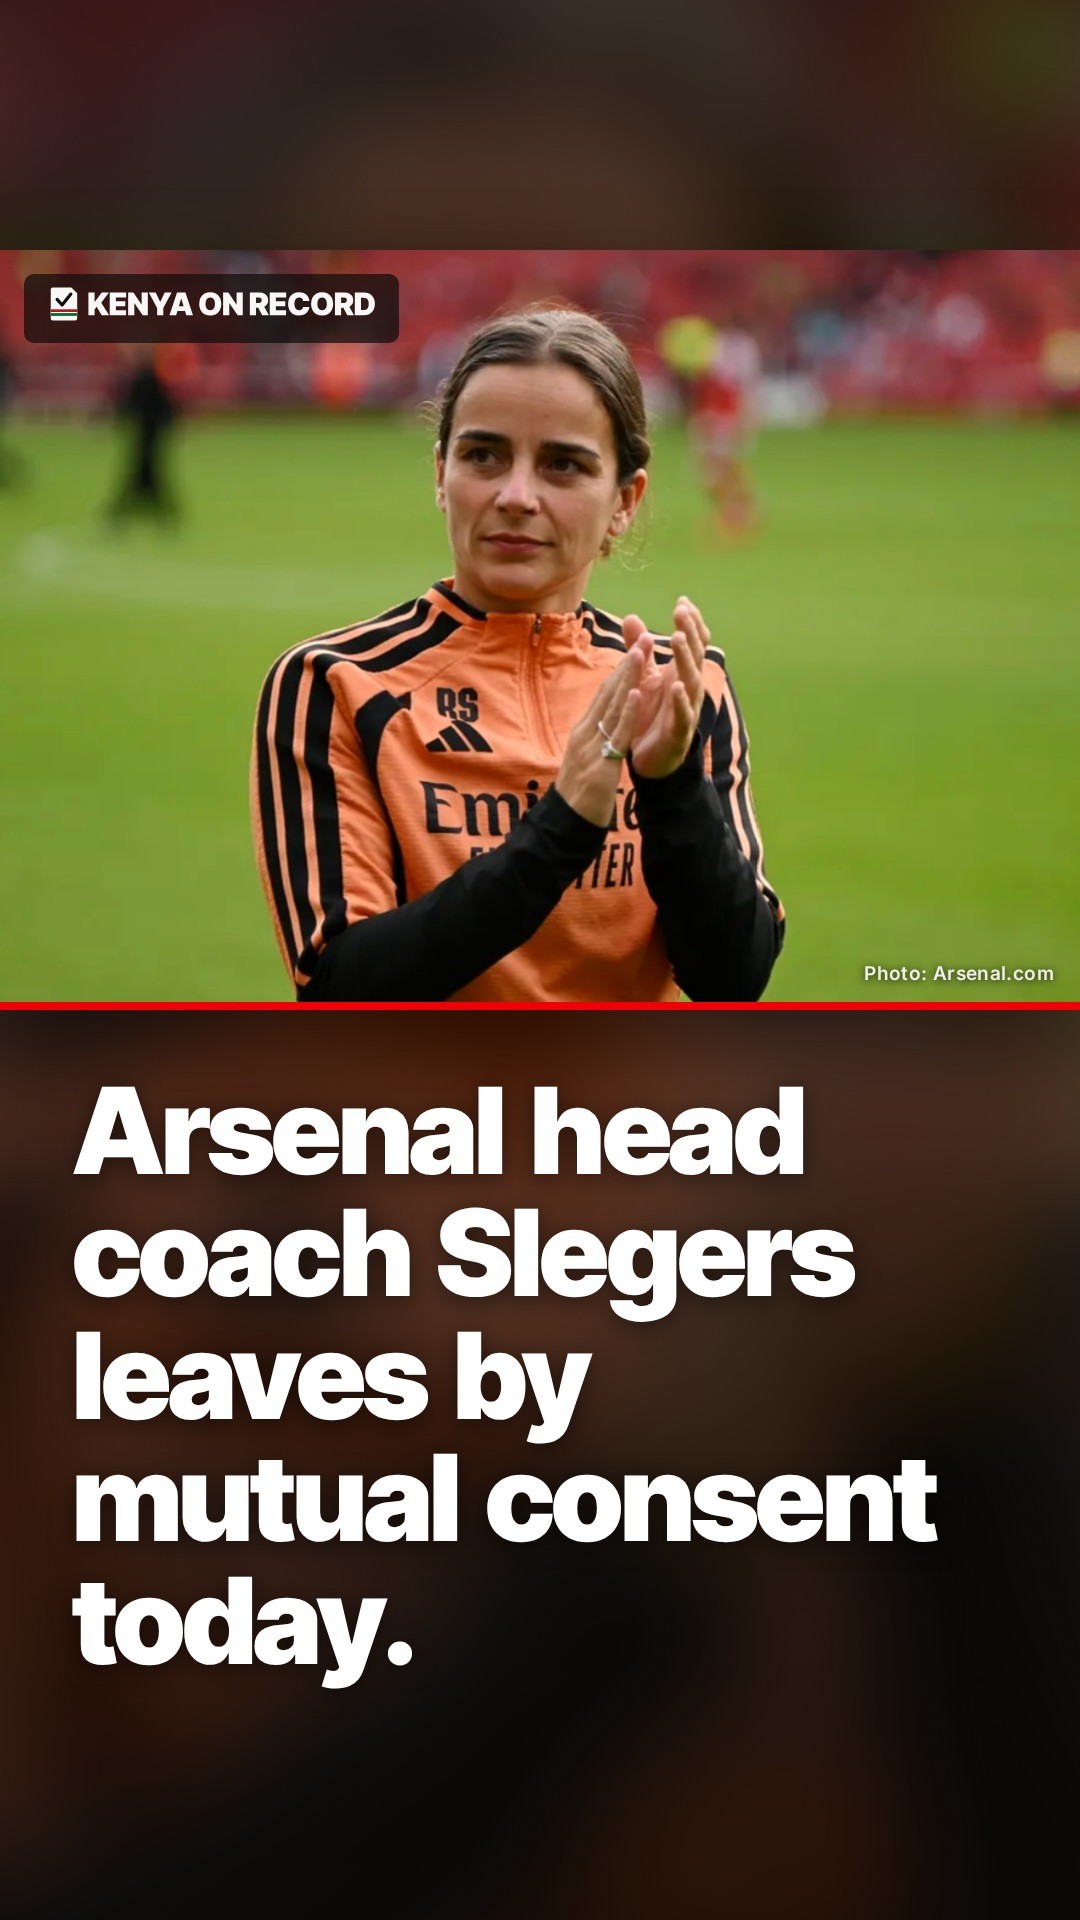 KENYA ON RECORD
RS
Photo: Arsenal.com
Arsenal head
coach Slegers
leaves by
mutual consent
today.